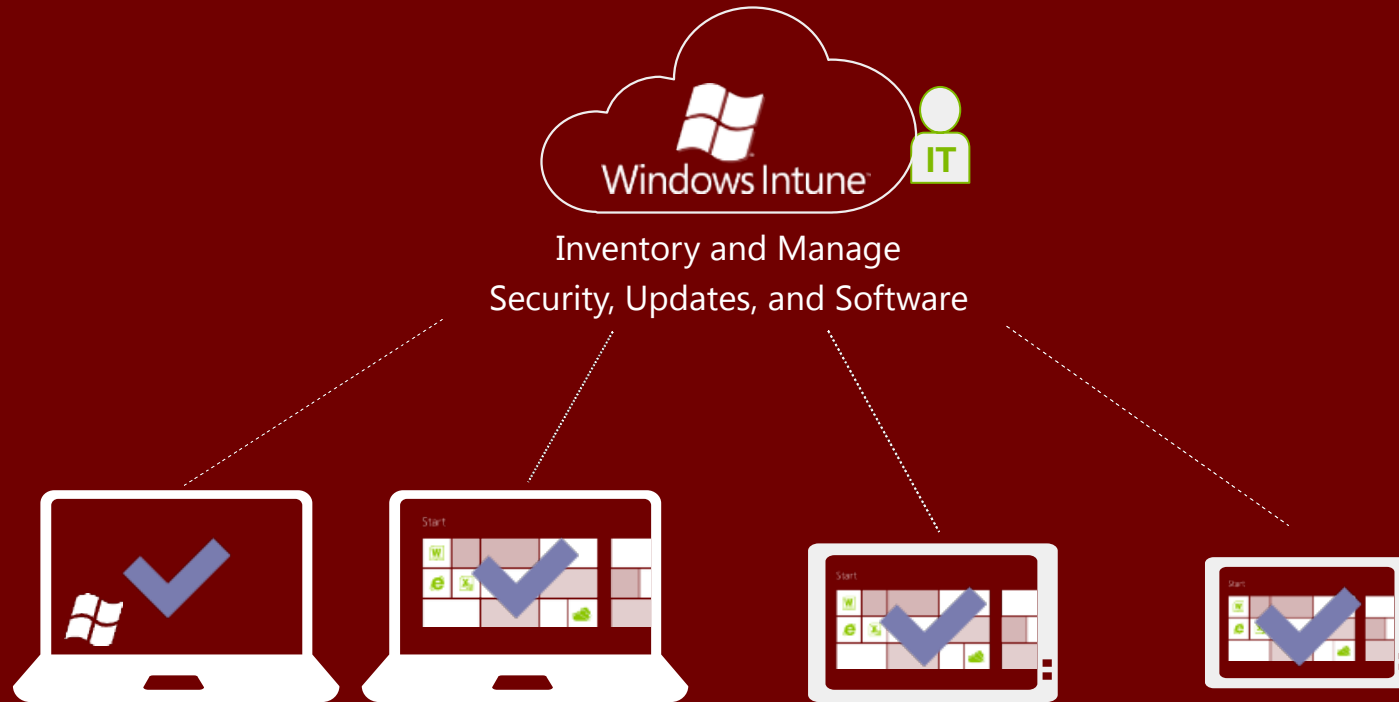 Windows Intune
IT
Inventory and Manage
Security, Updates, and Software
Start
Start
Start